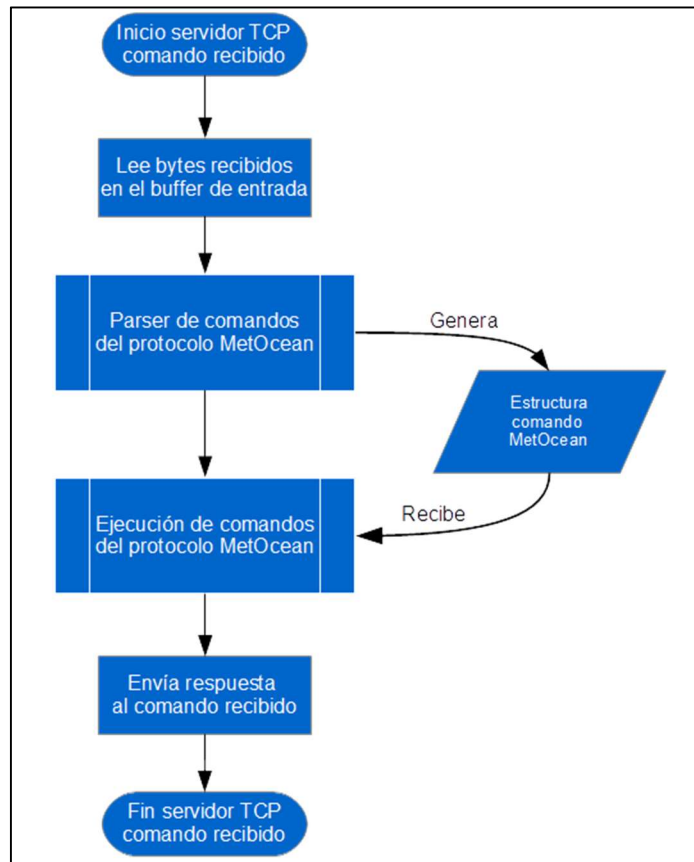 Inicio servidor TCP
comando recibido
Lee bytes recibidos
en el buffer de entrada
Parser de comandos
del protocolo MetOcean
Genera
Estructura
comando
MetOcean
Recibe
Ejecución de comandos
del protocolo MetOcean
Envía respuesta
al comando recibido
Fin servidor TCP
comando recibido